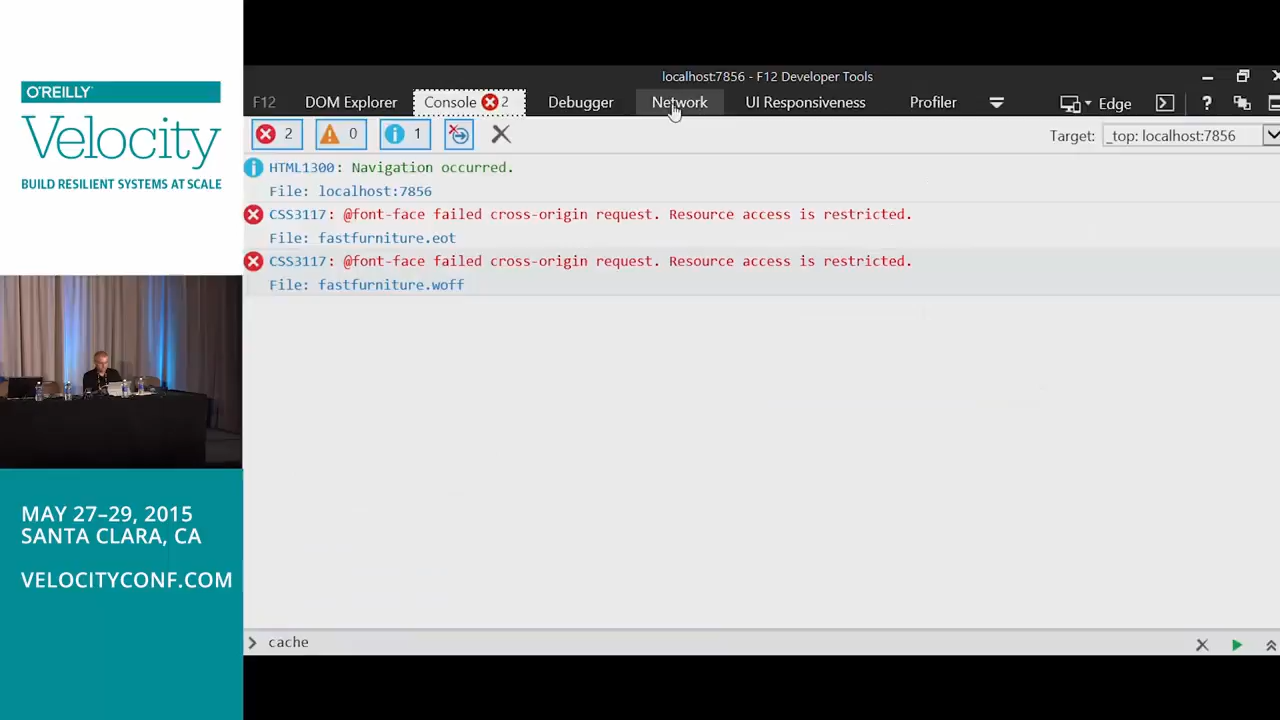 O'REILLY
Velocity
BUILD RESILIENT SYSTEMS AT SCALE
MAY 27–29, 2015
SANTA CLARA, CA
VELOCITYCONF.COM
localhost:7856 - F12 Developer Tools
F12 DOM Explorer Console 2 Debugger Network UI Responsiveness Profiler Edge ?
2 0 1 Target: _top: localhost:7856
HTML1300: Navigation occurred.
File: localhost:7856
CSS3117: @font-face failed cross-origin request. Resource access is restricted.
File: fastfurniture.eot
CSS3117: @font-face failed cross-origin request. Resource access is restricted.
File: fastfurniture.woff
> cache